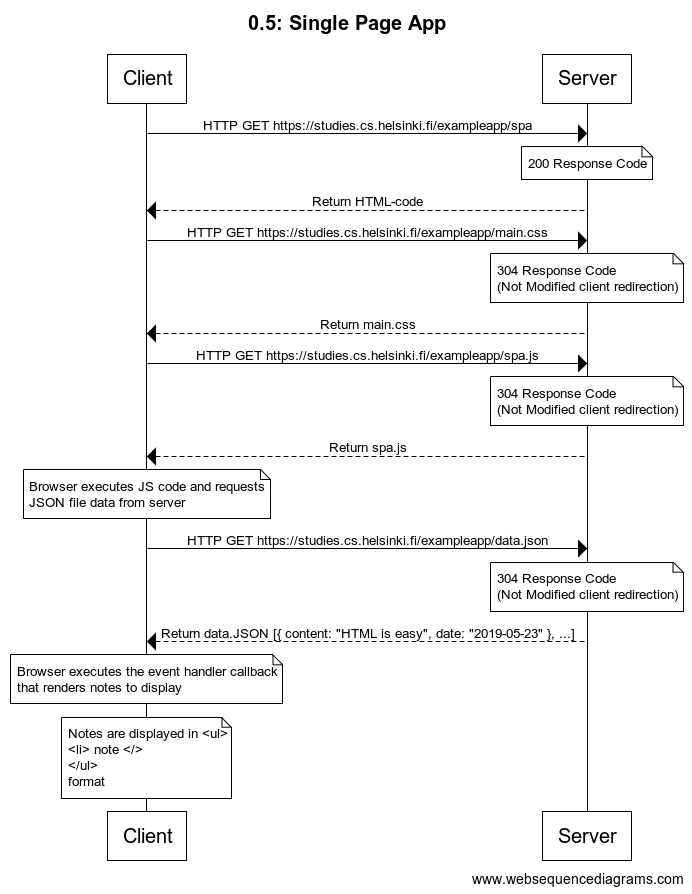 0.5: Single Page App
Client
Server
HTTP GET https://studies.cs.helsinki.fi/exampleapp/spa
200 Response Code
Return HTML-code
HTTP GET https://studies.cs.helsinki.fi/exampleapp/main.css
304 Response Code
(Not Modified client redirection)
Return main.css
HTTP GET https://studies.cs.helsinki.fi/exampleapp/spa.js
304 Response Code
(Not Modified client redirection)
Return spa.js
Browser executes JS code and requests
JSON file data from server
HTTP GET https://studies.cs.helsinki.fi/exampleapp/data.json
304 Response Code
(Not Modified client redirection)
Return data.JSON [{ content: "HTML is easy", date: "2019-05-23" }, ...]
Browser executes the event handler callback
that renders notes to display
Notes are displayed in <ul>
<li> note </>
</ul>
format
Client
Server
www.websequencediagrams.com